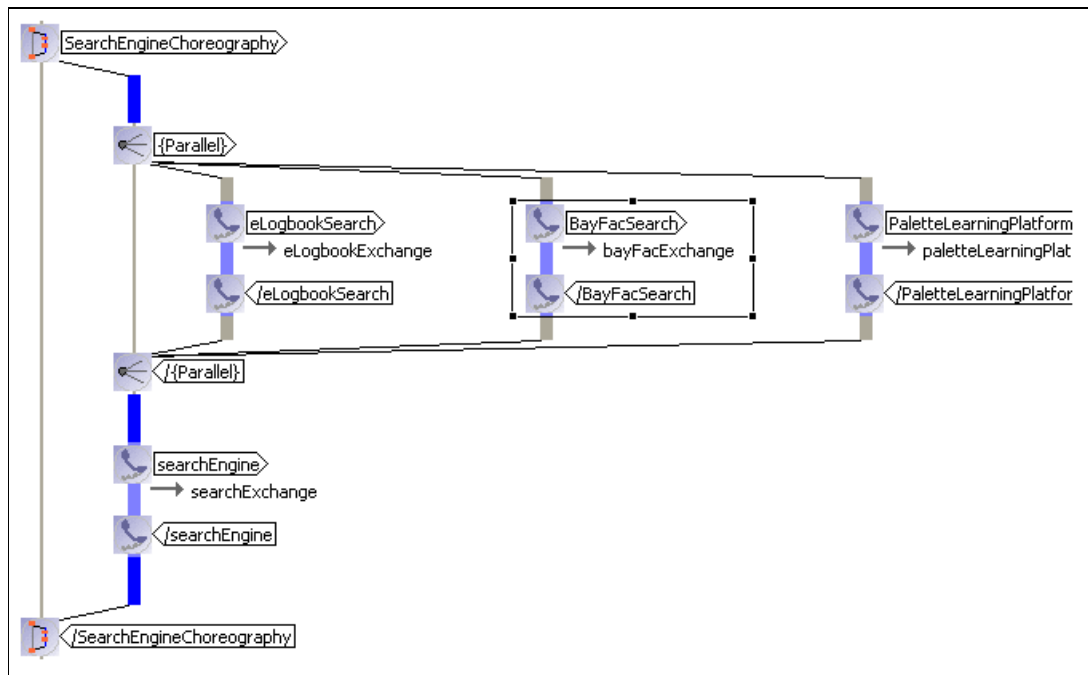 SearchEngineChoreography
{Parallel}
eLogbookSearch
eLogbookExchange
/eLogbookSearch
BayFacSearch
bayFacExchange
/BayFacSearch
PaletteLearningPlatform
paletteLearningPlat
/PaletteLearningPlatfor
/{Parallel}
searchEngine
searchExchange
/searchEngine
/SearchEngineChoreography